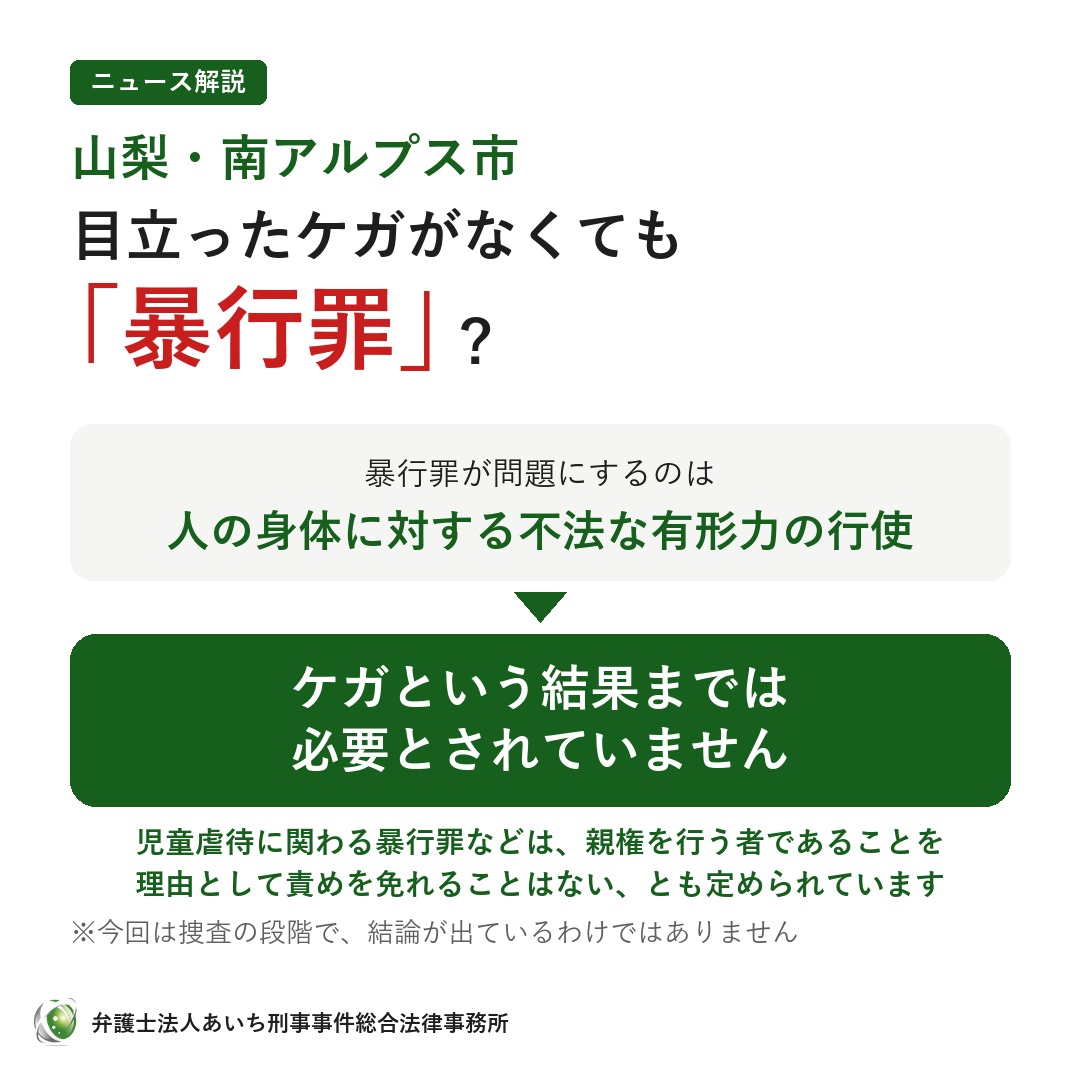 ニュース解説
山梨・南アルプス市
目立ったケガがなくても
「暴行罪」?
暴行罪が問題にするのは
人の身体に対する不法な有形力の行使
ケガという結果までは
必要とされていません
児童虐待に関わる暴行罪などは、親権を行う者であることを
理由として責めを免れることはない、とも定められています
※今回は捜査の段階で、結論が出ているわけではありません
弁護士法人あいち刑事事件総合法律事務所